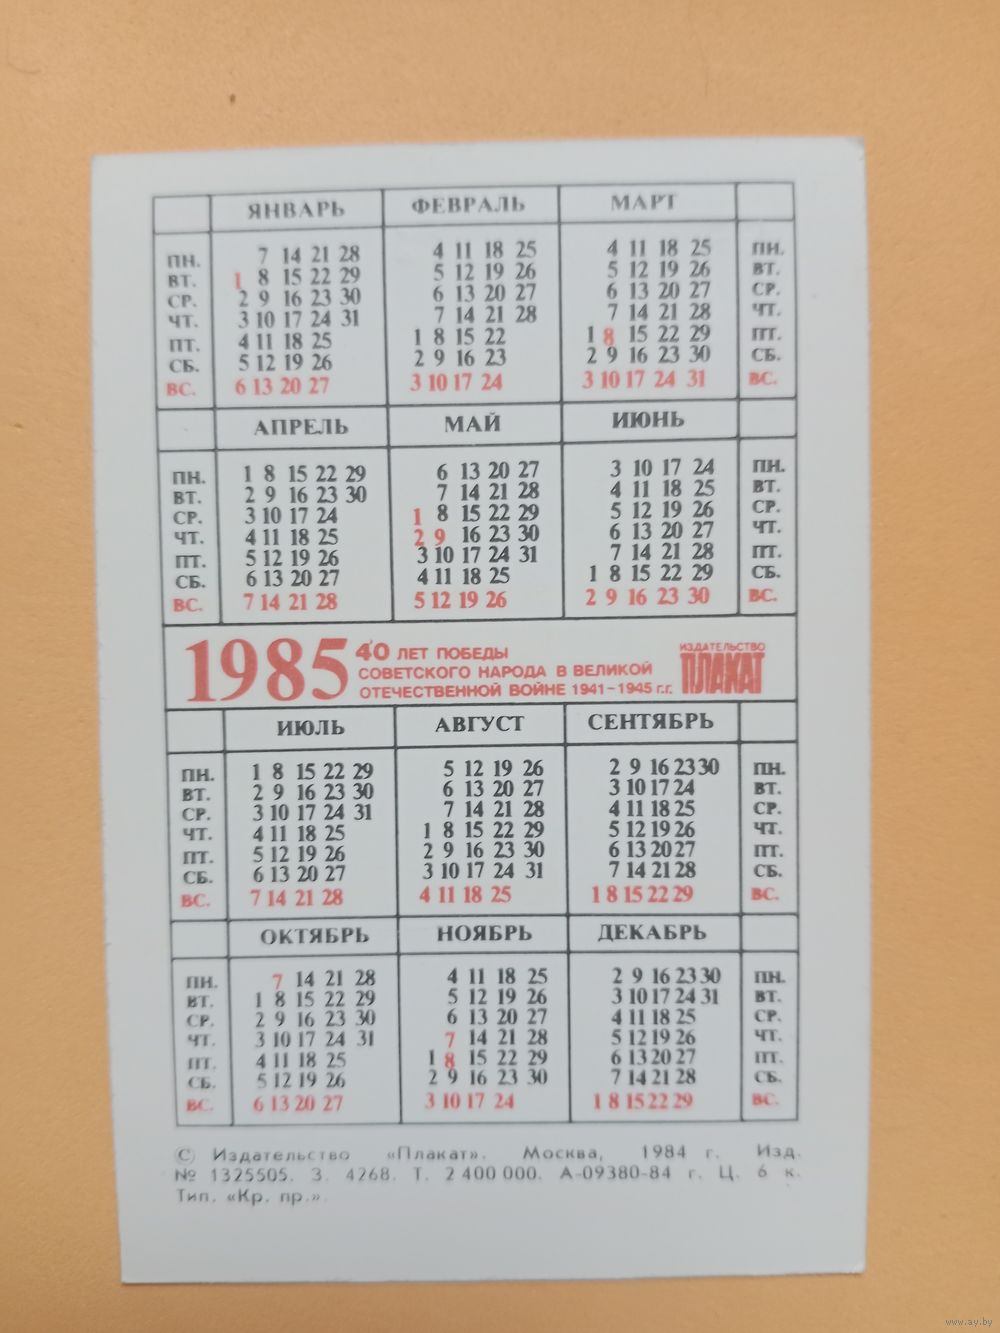 ЯНВАРЬ ФЕВРАЛЬ МАРТ
ПН. 7 14 21 28 4 11 18 25 4 11 18 25 ПН.
ВТ. 1 8 15 22 29 5 12 19 26 5 12 19 26 ВТ.
СР. 2 9 16 23 30 6 13 20 27 6 13 20 27 СР.
ЧТ. 3 10 17 24 31 7 14 21 28 7 14 21 28 ЧТ.
ПТ. 4 11 18 25 1 8 15 22 1 8 15 22 29 ПТ.
СБ. 5 12 19 26 2 9 16 23 2 9 16 23 30 СБ.
ВС. 6 13 20 27 3 10 17 24 3 10 17 24 31 ВС.
АПРЕЛЬ МАЙ ИЮНЬ
ПН. 1 8 15 22 29 6 13 20 27 3 10 17 24 ПН.
ВТ. 2 9 16 23 30 7 14 21 28 4 11 18 25 ВТ.
СР. 3 10 17 24 1 8 15 22 29 5 12 19 26 СР.
ЧТ. 4 11 18 25 2 9 16 23 30 6 13 20 27 ЧТ.
ПТ. 5 12 19 26 3 10 17 24 31 7 14 21 28 ПТ.
СБ. 6 13 20 27 4 11 18 25 1 8 15 22 29 СБ.
ВС. 7 14 21 28 5 12 19 26 2 9 16 23 30 ВС.
1985 40 ЛЕТ ПОБЕДЫ
СОВЕТСКОГО НАРОДА В ВЕЛИКОЙ
ОТЕЧЕСТВЕННОЙ ВОЙНЕ 1941–1945 г.г.
ИЗДАТЕЛЬСТВО
ПЛАКАТ
ИЮЛЬ АВГУСТ СЕНТЯБРЬ
ПН. 1 8 15 22 29 5 12 19 26 2 9 16 23 30 ПН.
ВТ. 2 9 16 23 30 6 13 20 27 3 10 17 24 ВТ.
СР. 3 10 17 24 31 7 14 21 28 4 11 18 25 СР.
ЧТ. 4 11 18 25 1 8 15 22 29 5 12 19 26 ЧТ.
ПТ. 5 12 19 26 2 9 16 23 30 6 13 20 27 ПТ.
СБ. 6 13 20 27 3 10 17 24 31 7 14 21 28 СБ.
ВС. 7 14 21 28 4 11 18 25 1 8 15 22 29 ВС.
ОКТЯБРЬ НОЯБРЬ ДЕКАБРЬ
ПН. 7 14 21 28 4 11 18 25 2 9 16 23 30 ПН.
ВТ. 1 8 15 22 29 5 12 19 26 3 10 17 24 31 ВТ.
СР. 2 9 16 23 30 6 13 20 27 4 11 18 25 СР.
ЧТ. 3 10 17 24 31 7 14 21 28 5 12 19 26 ЧТ.
ПТ. 4 11 18 25 1 8 15 22 29 6 13 20 27 ПТ.
СБ. 5 12 19 26 2 9 16 23 30 7 14 21 28 СБ.
ВС. 6 13 20 27 3 10 17 24 1 8 15 22 29 ВС.
© Издательство «Плакат». Москва, 1984 г. Изд.
№ 1325505. З. 4268. Т. 2 400 000. А-09380-84 г. Ц. 6 к.
Тип. «Кр. пр.».
www.ay.by